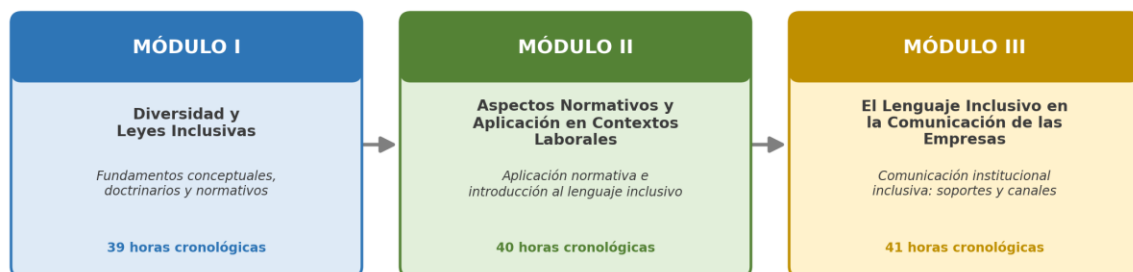 MÓDULO I
Diversidad y
Leyes Inclusivas
Fundamentos conceptuales,
doctrinarios y normativos
39 horas cronológicas
MÓDULO II
Aspectos Normativos y
Aplicación en Contextos
Laborales
Aplicación normativa e
introducción al lenguaje inclusivo
40 horas cronológicas
MÓDULO III
El Lenguaje Inclusivo en
la Comunicación de las
Empresas
Comunicación institucional
inclusiva: soportes y canales
41 horas cronológicas